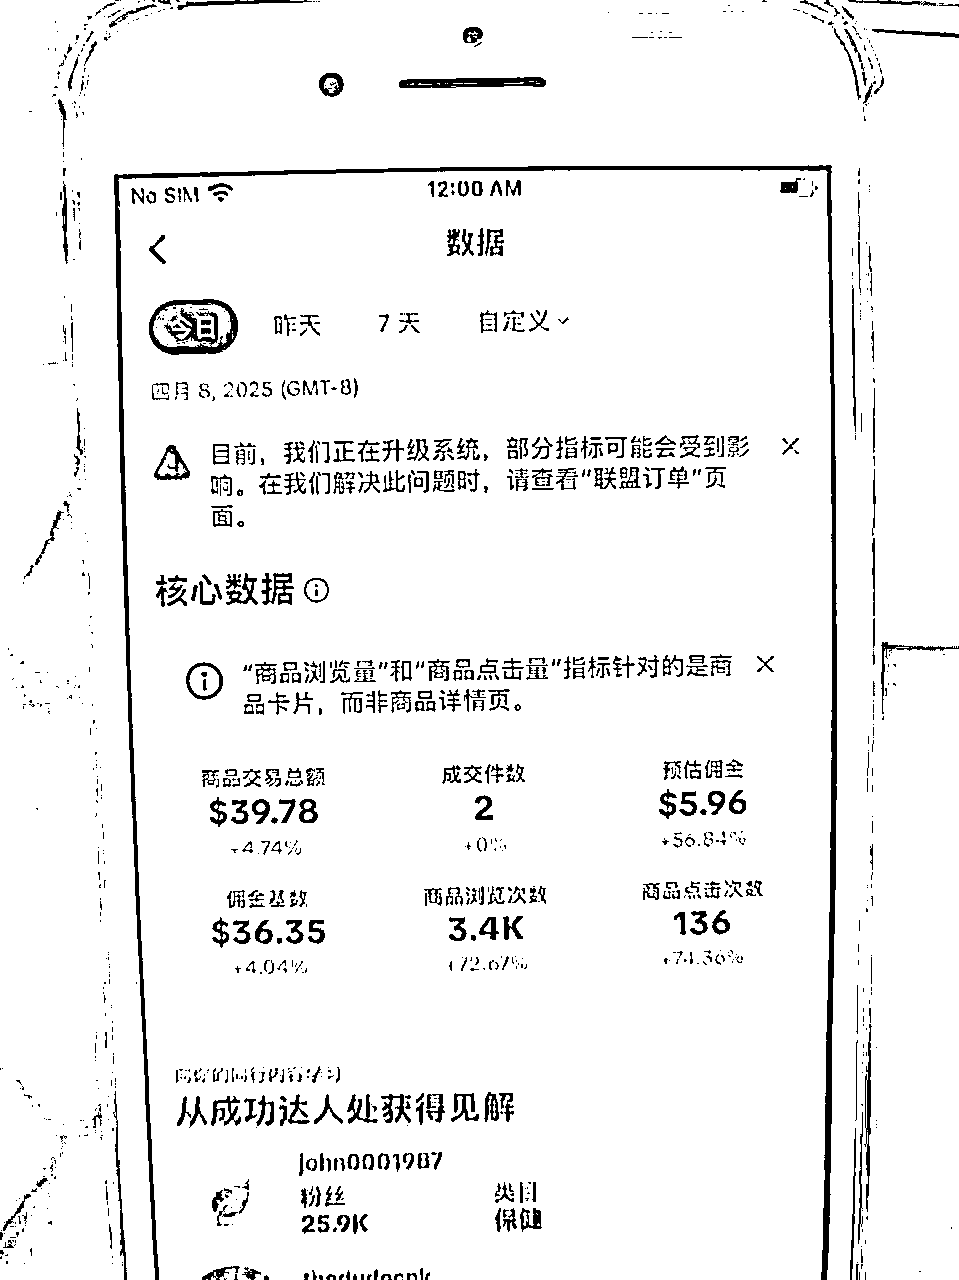 No SIM 12:00 AM
数据
今日 昨天 7 天 自定义
四月 8, 2025 (GMT-8)
目前，我们正在升级系统，部分指标可能会受到影
响。在我们解决此问题时，请查看“联盟订单”页
面。
核心数据
“商品浏览量”和“商品点击量”指标针对的是商
品卡片，而非商品详情页。
商品交易总额 成交件数 预估佣金
$39.78 2 $5.96
+4.74% +0% +56.84%
佣金基数 商品浏览次数 商品点击次数
$36.35 3.4K 136
+4.04% +72.67% +74.36%
从成功达人处获得见解
john0001987
粉丝 类目
25.9K 保健